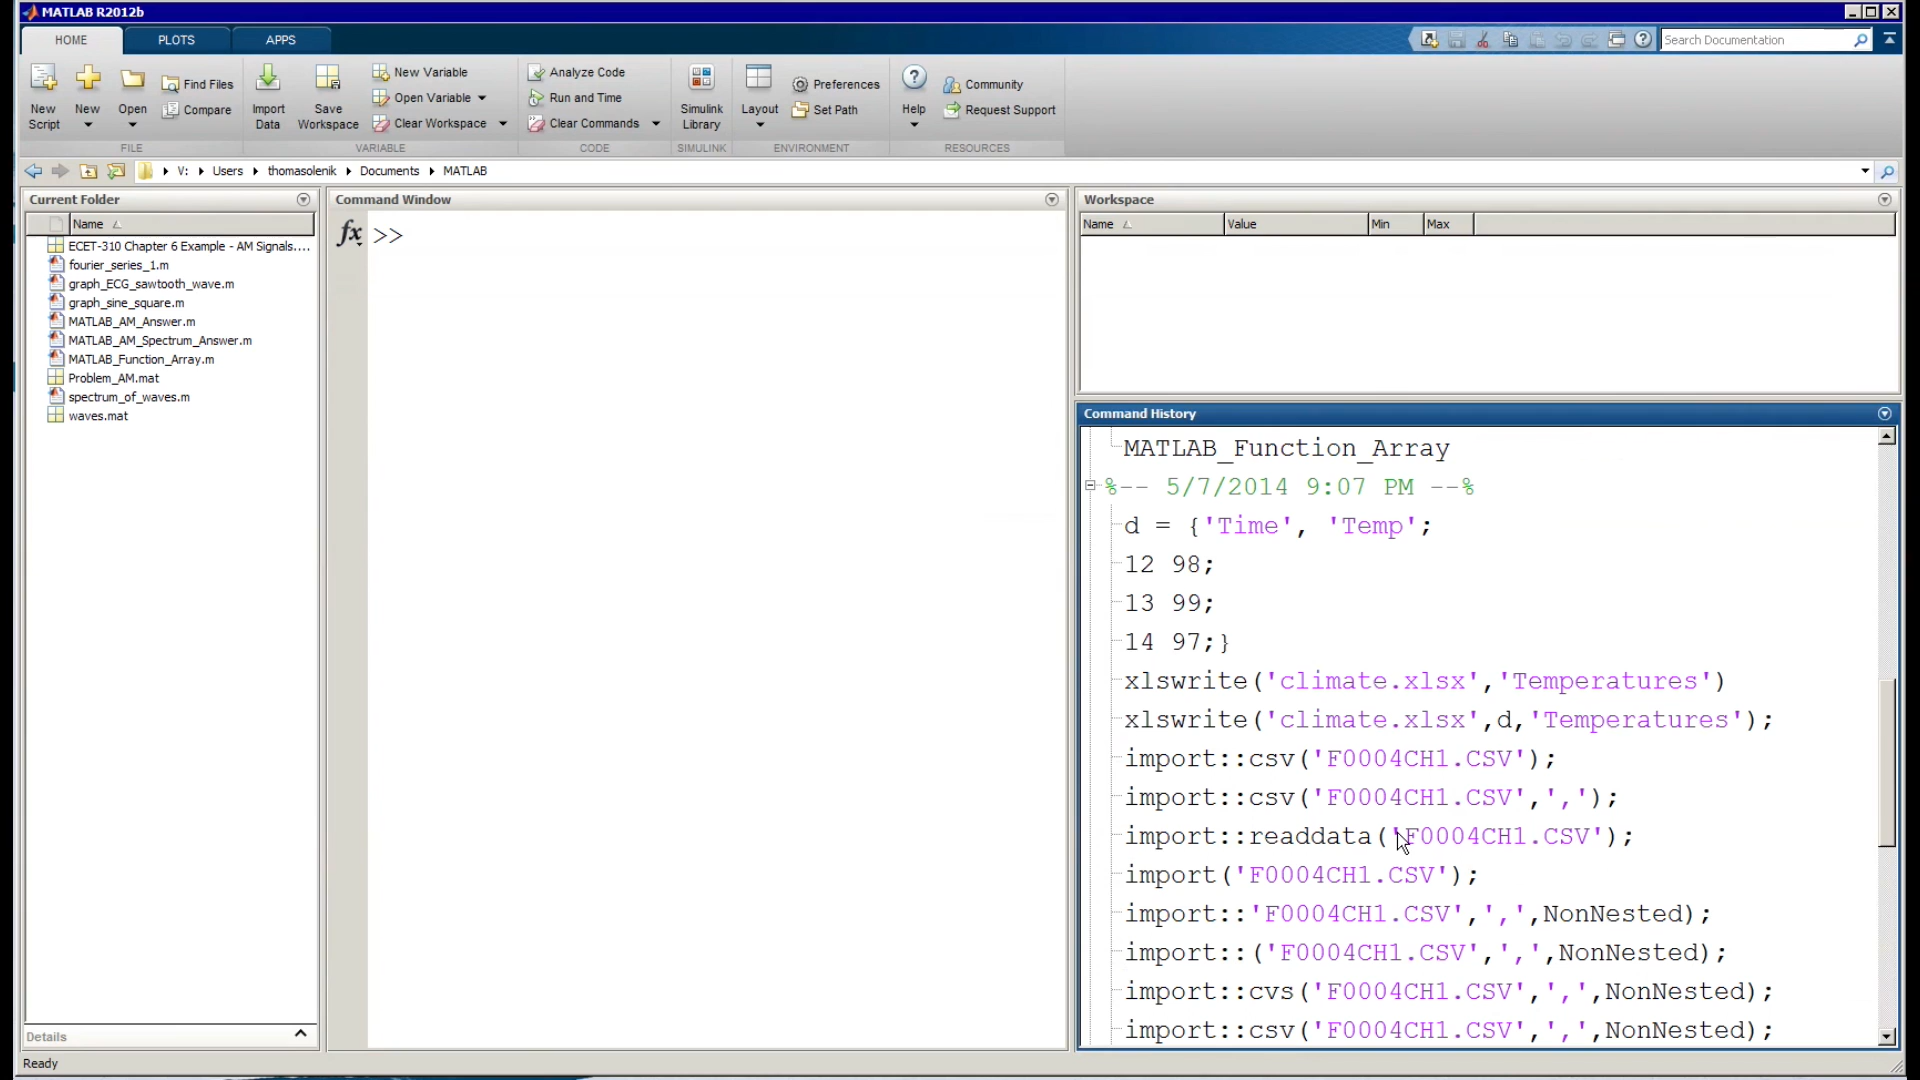 MATLAB R2012b
HOME PLOTS APPS
Search Documentation
New Script
New
Open
Find Files
Compare
Import Data
Save Workspace
New Variable
Open Variable
Clear Workspace
Analyze Code
Run and Time
Clear Commands
Simulink Library
Layout
Preferences
Set Path
Help
Community
Request Support
FILE VARIABLE CODE SIMULINK ENVIRONMENT RESOURCES
V: Users thomasolenik Documents MATLAB
Current Folder
Name
ECET-310 Chapter 6 Example - AM Signals....
fourier_series_1.m
graph_ECG_sawtooth_wave.m
graph_sine_square.m
MATLAB_AM_Answer.m
MATLAB_AM_Spectrum_Answer.m
MATLAB_Function_Array.m
Problem_AM.mat
spectrum_of_waves.m
waves.mat
Details
Ready
Command Window
fx >>
Workspace
Name Value Min Max
Command History
MATLAB_Function_Array
%-- 5/7/2014 9:07 PM --%
d = {'Time', 'Temp';
12 98;
13 99;
14 97;}
xlswrite('climate.xlsx','Temperatures')
xlswrite('climate.xlsx',d,'Temperatures');
import::csv('F0004CH1.CSV');
import::csv('F0004CH1.CSV',',');
import::readdata('F0004CH1.CSV');
import('F0004CH1.CSV');
import::'F0004CH1.CSV',',',NonNested);
import::('F0004CH1.CSV',',',NonNested);
import::cvs('F0004CH1.CSV',',',NonNested);
import::csv('F0004CH1.CSV',',',NonNested);